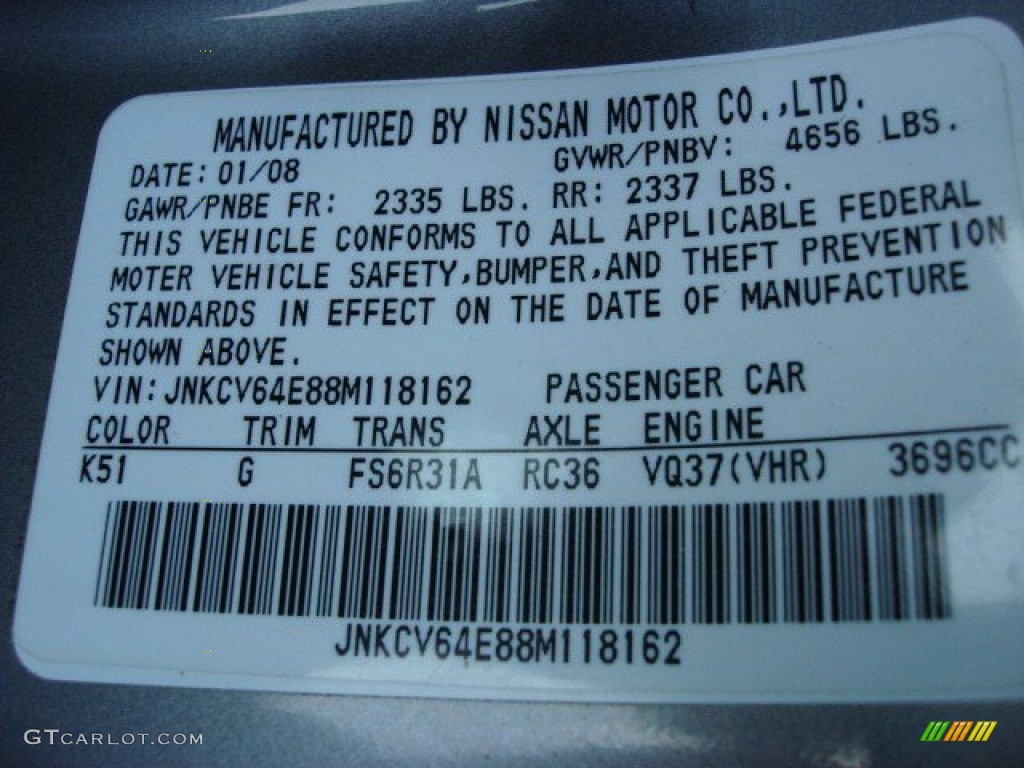 MANUFACTURED BY NISSAN MOTOR CO.,LTD.
DATE: 01/08 GVWR/PNBV: 4656 LBS.
GAWR/PNBE FR: 2335 LBS. RR: 2337 LBS.
THIS VEHICLE CONFORMS TO ALL APPLICABLE FEDERAL
MOTER VEHICLE SAFETY,BUMPER,AND THEFT PREVENTION
STANDARDS IN EFFECT ON THE DATE OF MANUFACTURE
SHOWN ABOVE.
VIN: JNKCV64E88M118162 PASSENGER CAR
COLOR TRIM TRANS AXLE ENGINE
K51 G FS6R31A RC36 VQ37(VHR) 3696CC
JNKCV64E88M118162
GTCARLOT.COM